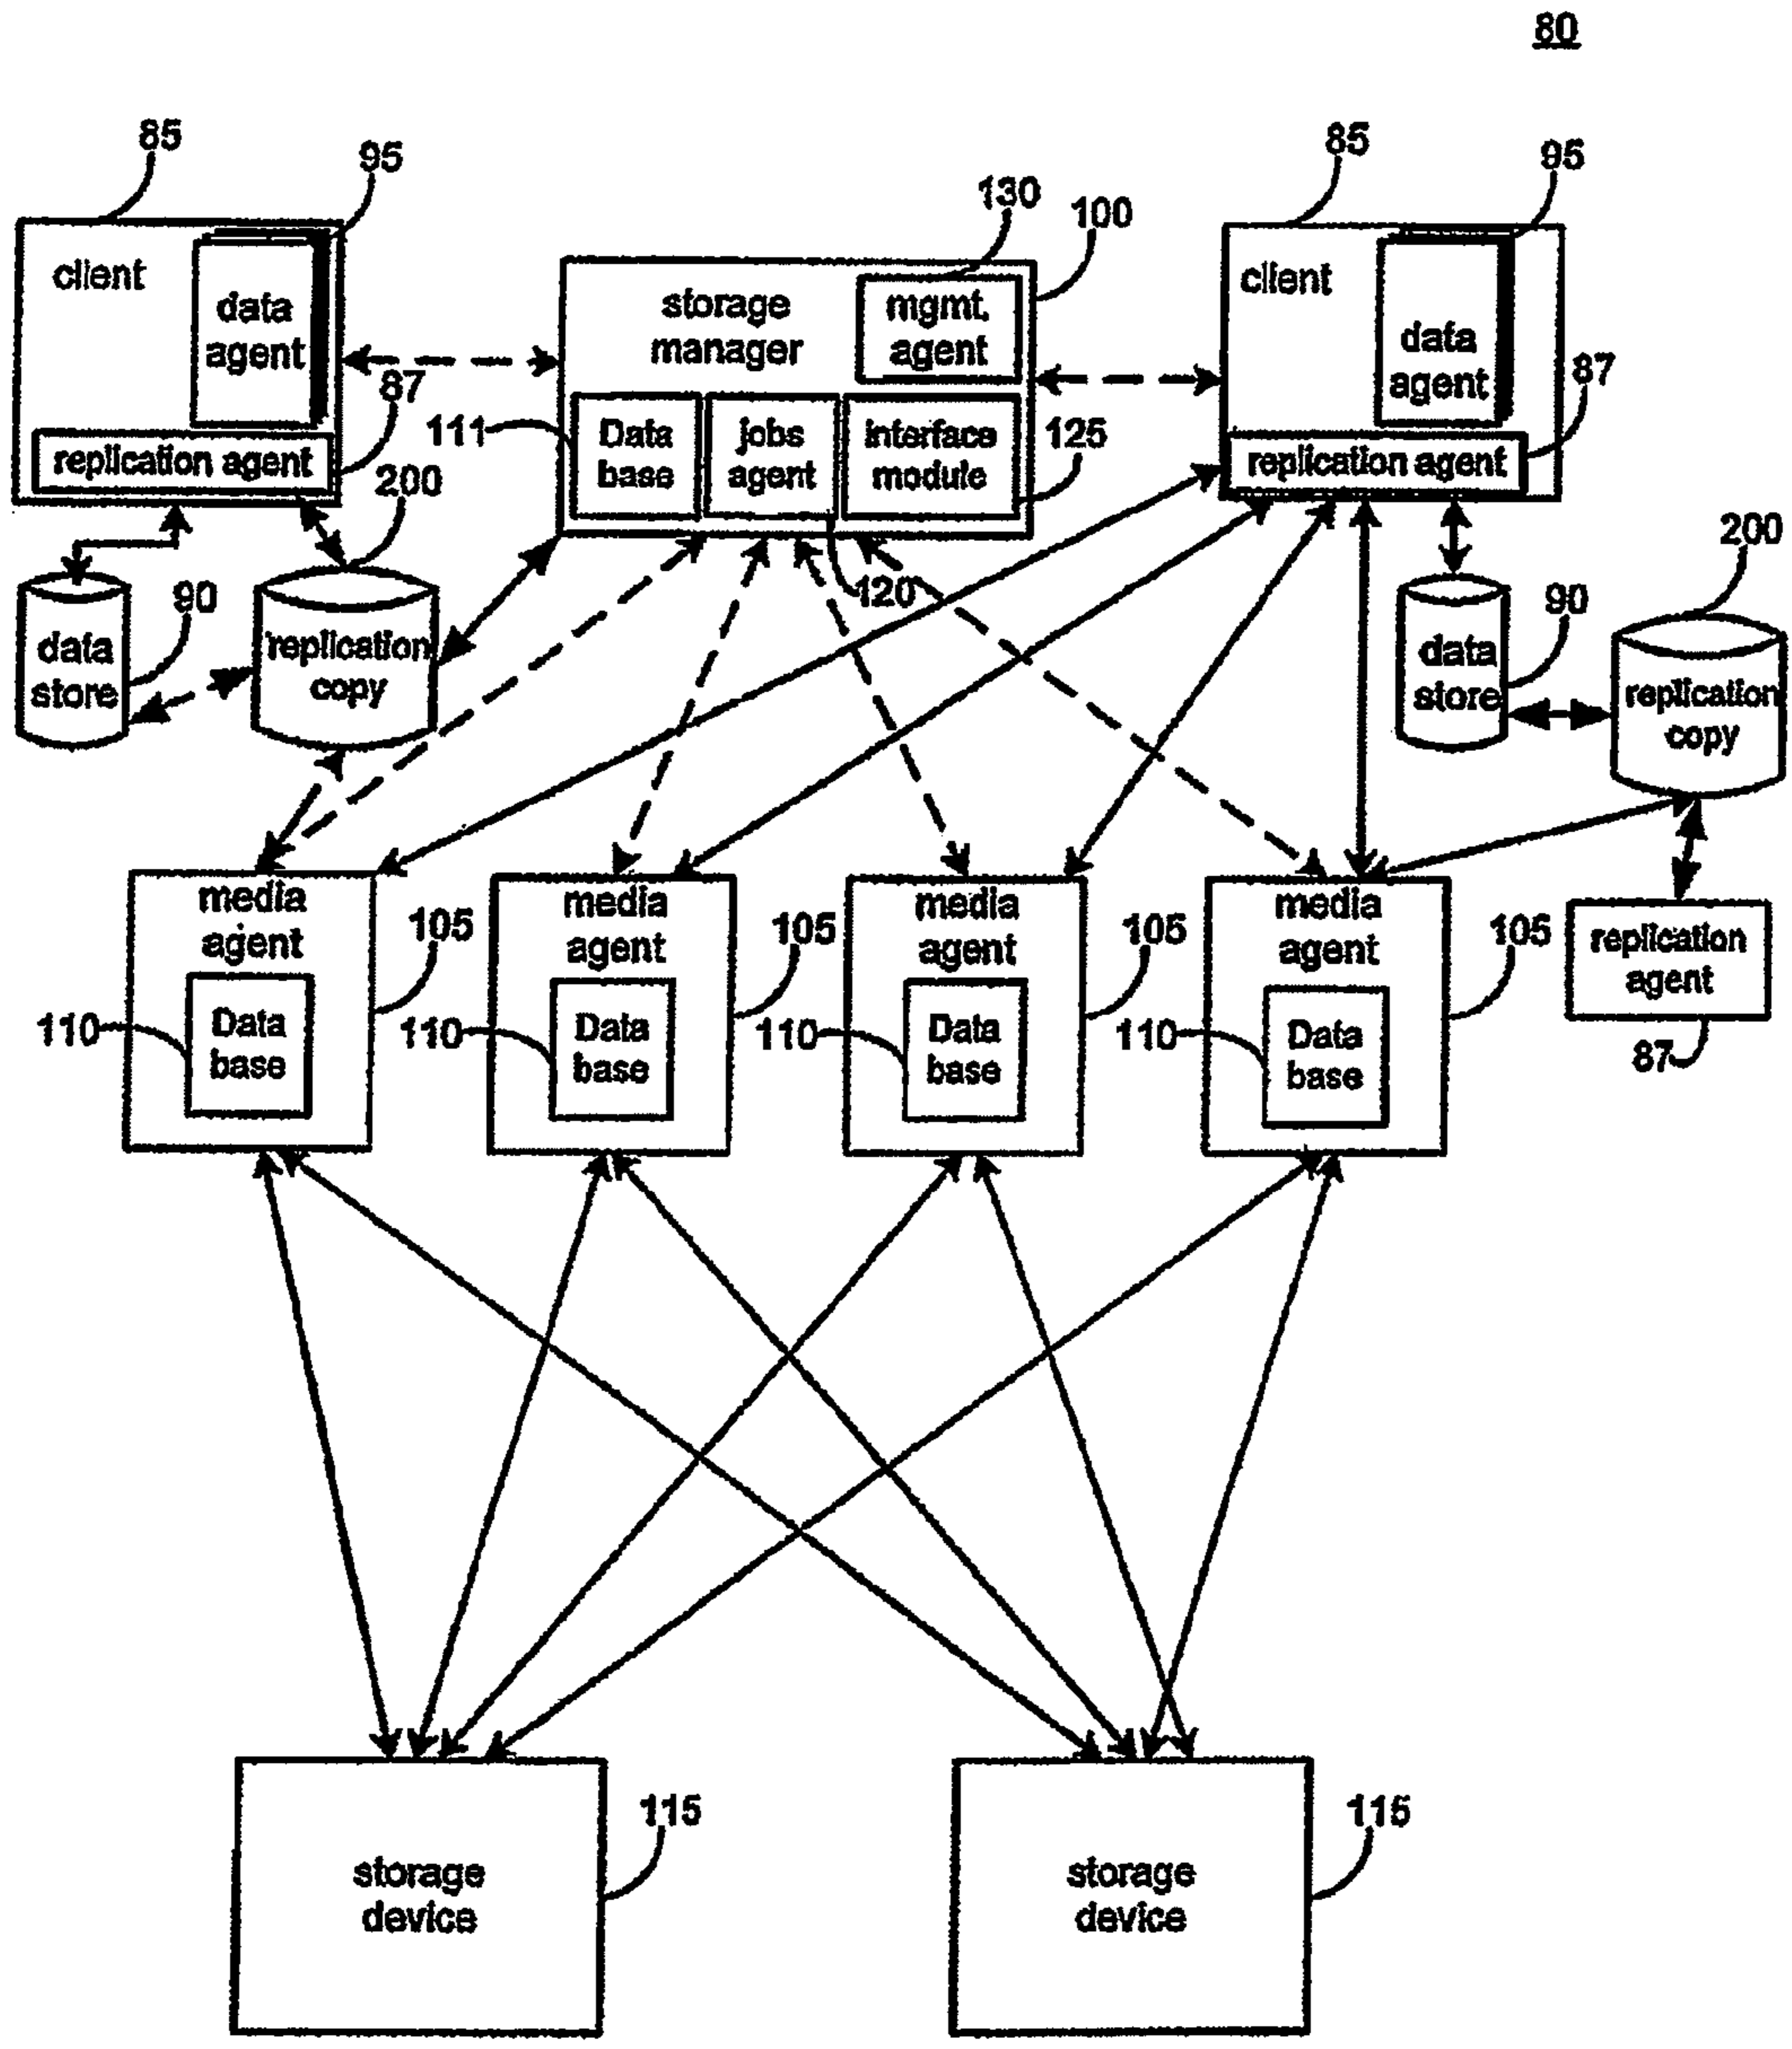 80
85
95
130
100
85
95
client
data
agent
storage
manager
mgmt.
agent
client
data
agent
87
87
111
Data
base
jobs
agent
interface
module
125
replication agent
replication agent
200
200
120
90
90
data
store
replication
copy
data
store
replication
copy
media
agent
105
media
agent
105
media
agent
105
media
agent
105
replication
agent
110
Data
base
110
Data
base
110
Data
base
110
Data
base
87
115
115
storage
device
storage
device